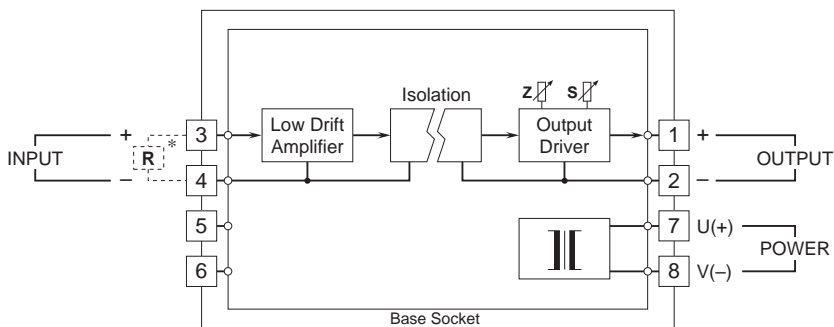 Isolation
Z S
Low Drift
Amplifier
Output
Driver
INPUT
+
–
R
*
3
4
5
6
1
2
7
8
+
–
OUTPUT
U(+)
V(–)
POWER
Base Socket